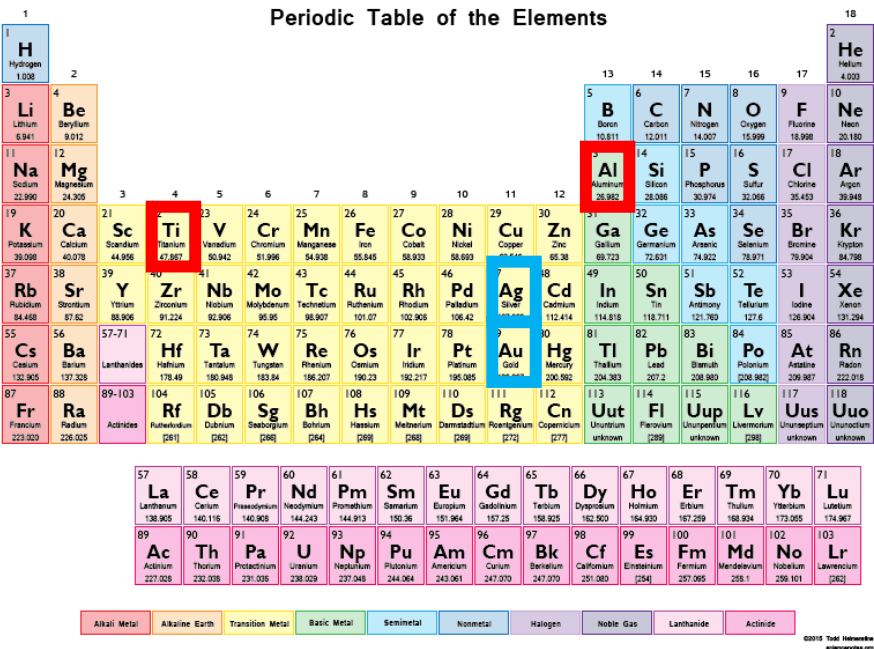 Periodic Table of the Elements
1 18
1 2
H He
Hydrogen Helium
1.008 2 13 14 15 16 17 4.003
3 4 5 6 7 8 9 10
Li Be B C N O F Ne
Lithium Beryllium Boron Carbon Nitrogen Oxygen Fluorine Neon
6.941 9.012 10.811 12.011 14.007 15.999 18.998 20.180
11 12 14 15 16 17 18
Na Mg Al Si P S Cl Ar
Sodium Magnesium Aluminum Silicon Phosphorus Sulfur Chlorine Argon
22.990 24.305 3 4 5 6 7 8 9 10 11 12 26.982 28.086 30.974 32.066 35.453 39.948
19 20 21 23 24 25 26 27 28 29 30 31 32 33 34 35 36
K Ca Sc Ti V Cr Mn Fe Co Ni Cu Zn Ga Ge As Se Br Kr
Potassium Calcium Scandium Titanium Vanadium Chromium Manganese Iron Cobalt Nickel Copper Zinc Gallium Germanium Arsenic Selenium Bromine Krypton
39.098 40.078 44.956 47.867 50.942 51.996 54.938 55.845 58.933 58.693 65.38 69.723 72.631 74.922 78.971 79.904 84.798
37 38 39 40 41 42 43 44 45 46 48 49 50 51 52 53 54
Rb Sr Y Zr Nb Mo Tc Ru Rh Pd Ag Cd In Sn Sb Te I Xe
Rubidium Strontium Yttrium Zirconium Niobium Molybdenum Technetium Ruthenium Rhodium Palladium Silver Cadmium Indium Tin Antimony Tellurium Iodine Xenon
84.468 87.62 88.906 91.224 92.906 95.95 98.907 101.07 102.906 106.42 112.414 114.818 118.711 121.760 127.6 126.904 131.294
55 56 57-71 72 73 74 75 76 77 78 80 81 82 83 84 85 86
Cs Ba Hf Ta W Re Os Ir Pt Au Hg Tl Pb Bi Po At Rn
Cesium Barium Lanthanides Hafnium Tantalum Tungsten Rhenium Osmium Iridium Platinum Gold Mercury Thallium Lead Bismuth Polonium Astatine Radon
132.905 137.328 178.49 180.948 183.84 186.207 190.23 192.217 195.085 200.592 204.383 207.2 208.980 [208.982] 209.987 222.018
87 88 89-103 104 105 106 107 108 109 110 111 112 113 114 115 116 117 118
Fr Ra Rf Db Sg Bh Hs Mt Ds Rg Cn Uut Fl Uup Lv Uus Uuo
Francium Radium Actinides Rutherfordium Dubnium Seaborgium Bohrium Hassium Meitnerium Darmstadtium Roentgenium Copernicium Ununtrium Flerovium Ununpentium Livermorium Ununseptium Ununoctium
223.020 226.025 [261] [262] [266] [264] [269] [268] [269] [272] [277] unknown [289] unknown [298] unknown unknown
57 58 59 60 61 62 63 64 65 66 67 68 69 70 71
La Ce Pr Nd Pm Sm Eu Gd Tb Dy Ho Er Tm Yb Lu
Lanthanum Cerium Praseodymium Neodymium Promethium Samarium Europium Gadolinium Terbium Dysprosium Holmium Erbium Thulium Ytterbium Lutetium
138.905 140.116 140.908 144.243 144.913 150.36 151.964 157.25 158.925 162.500 164.930 167.259 168.934 173.055 174.967
89 90 91 92 93 94 95 96 97 98 99 100 101 102 103
Ac Th Pa U Np Pu Am Cm Bk Cf Es Fm Md No Lr
Actinium Thorium Protactinium Uranium Neptunium Plutonium Americium Curium Berkelium Californium Einsteinium Fermium Mendelevium Nobelium Lawrencium
227.028 232.038 231.036 238.029 237.048 244.064 243.061 247.070 247.070 251.080 [254] 257.095 258.1 259.101 [262]
Alkali Metal Alkaline Earth Transition Metal Basic Metal Semimetal Nonmetal Halogen Noble Gas Lanthanide Actinide
©2015 Todd Helmenstine
sciencenotes.org